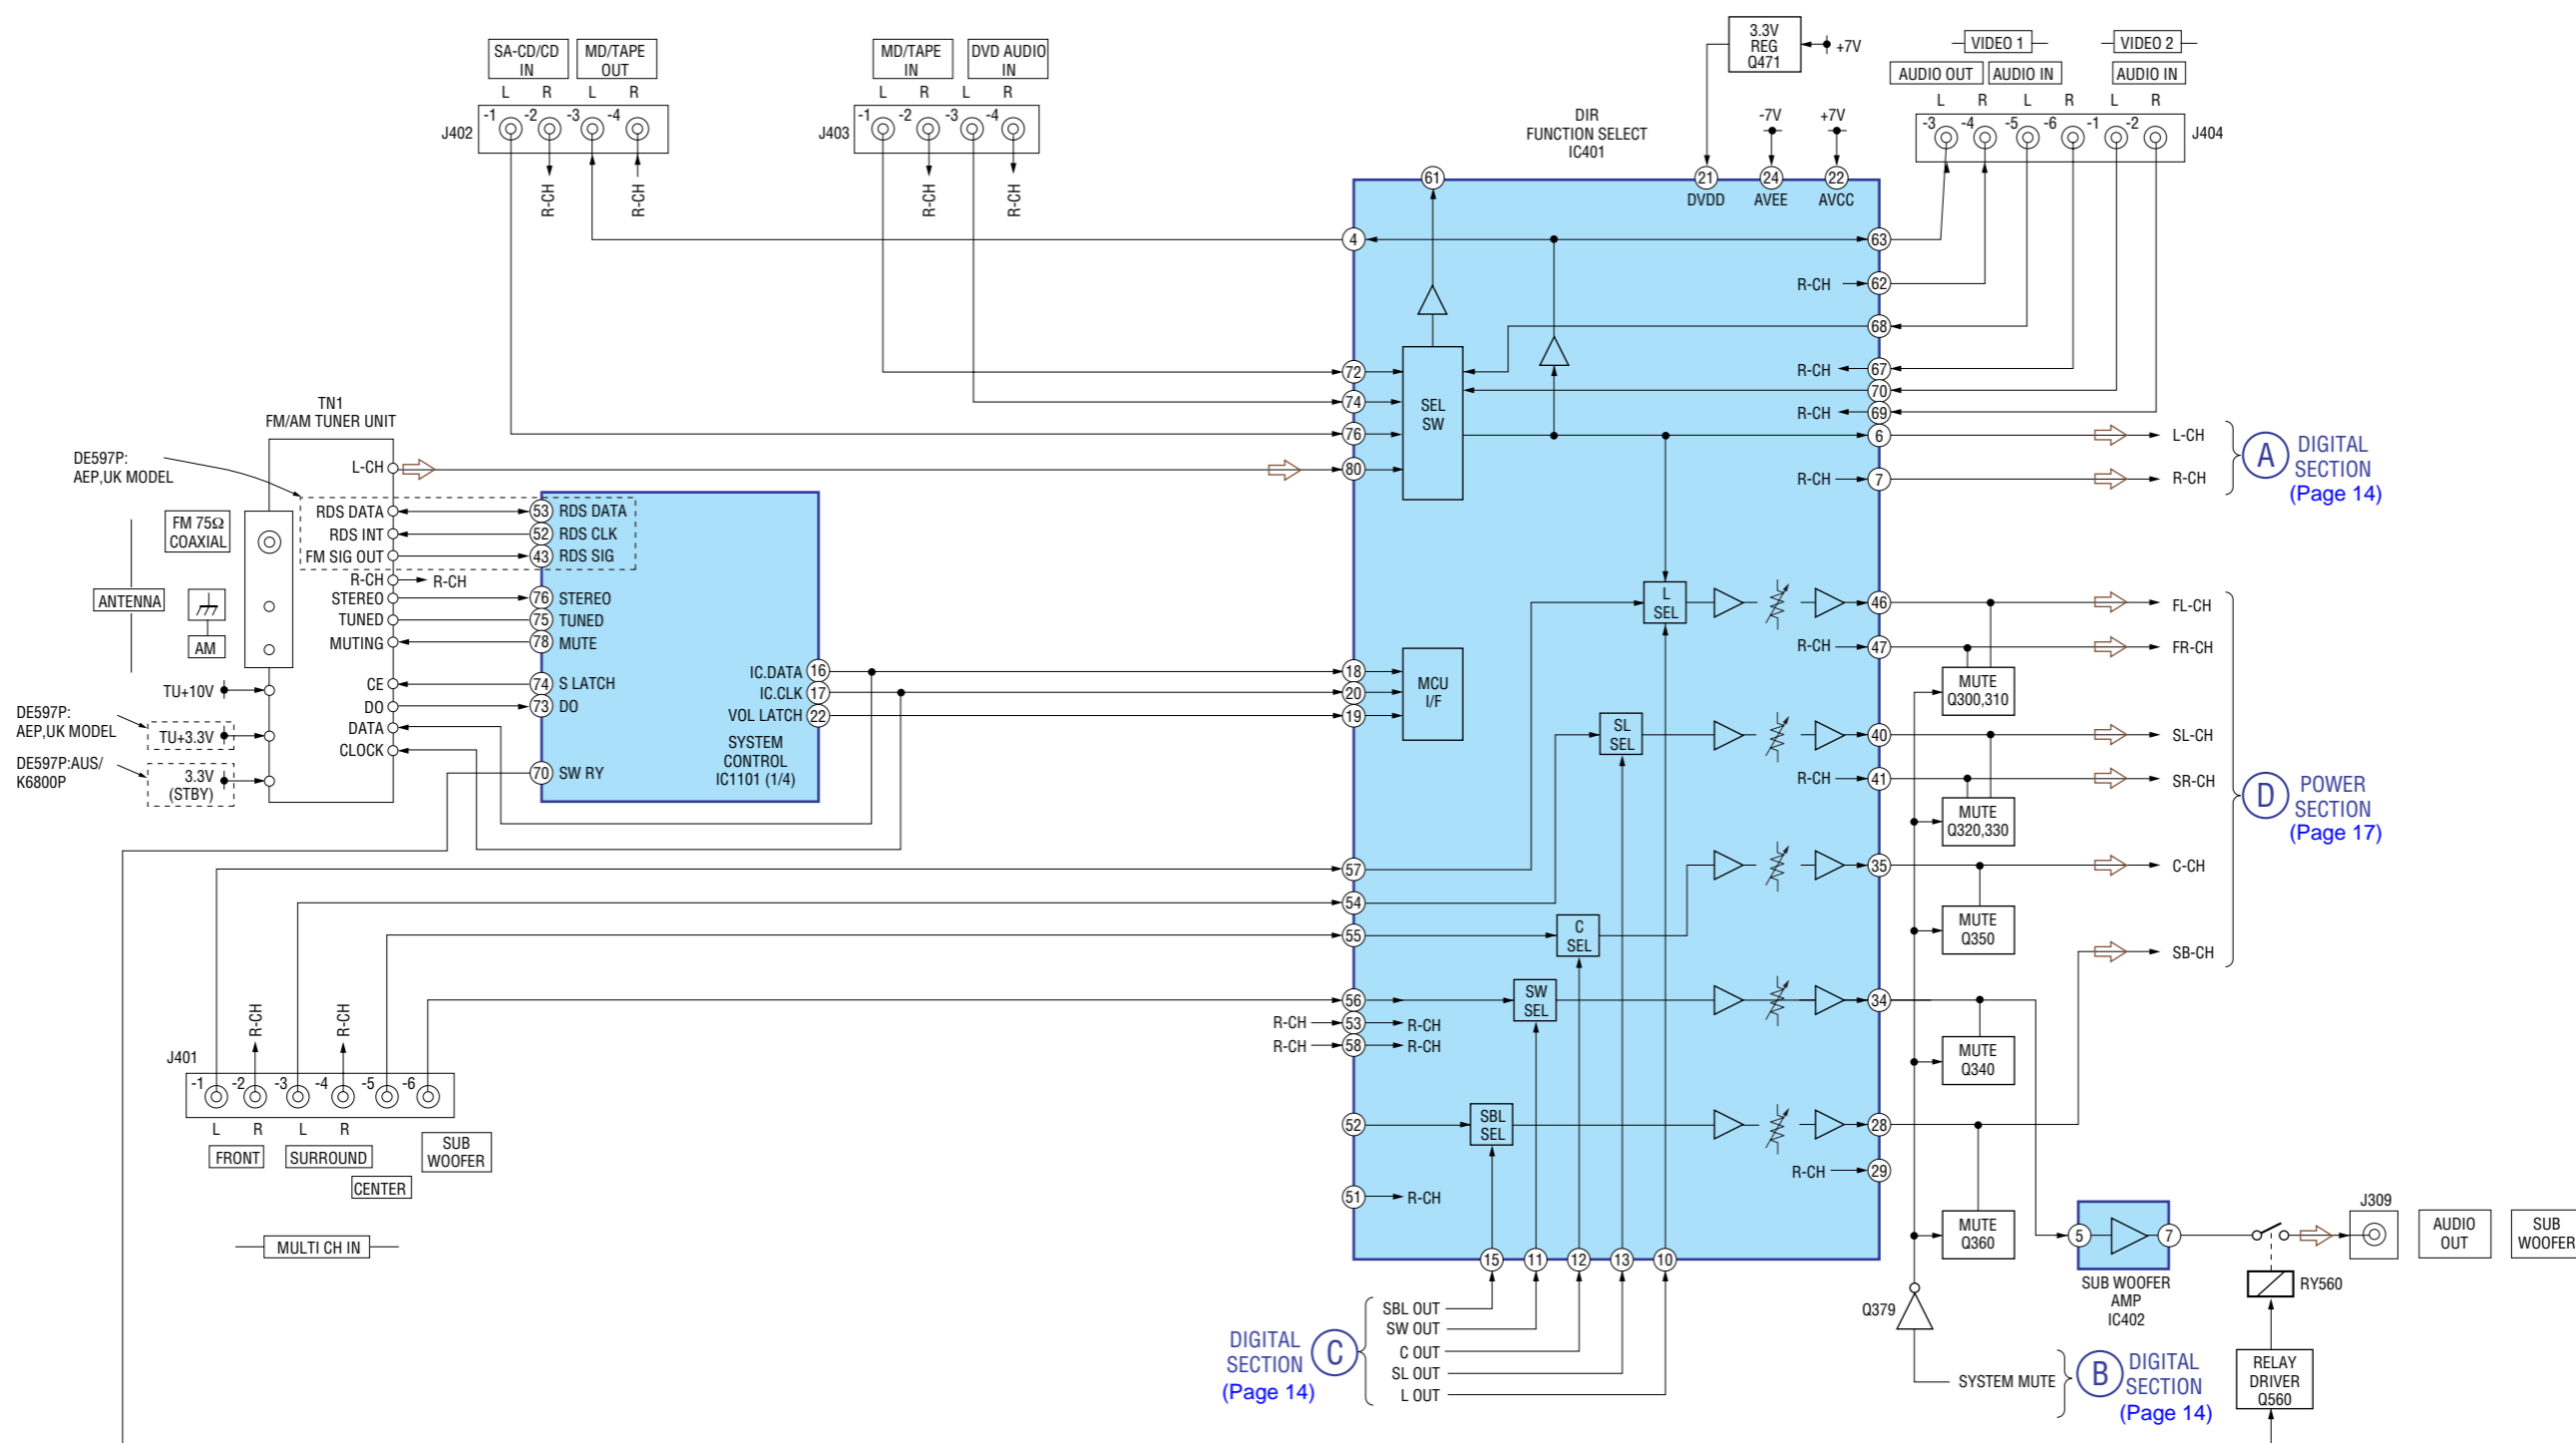 SA-CD/CD
IN
MD/TAPE
OUT
L R L R
J402
-1 -2 -3 -4
R-CH
R-CH
MD/TAPE
IN
DVD AUDIO
IN
L R L R
J403
-1 -2 -3 -4
R-CH
R-CH
3.3V
REG
Q471
+7V
DIR
FUNCTION SELECT
IC401
-7V
+7V
VIDEO 1
VIDEO 2
AUDIO OUT
AUDIO IN
AUDIO IN
L R L R L R
-3 -4 -5 -6 -1 -2
J404
61
21
24
22
DVDD
AVEE
AVCC
4
63
R-CH
62
68
R-CH
67
70
R-CH
69
72
74
76
80
SEL
SW
6
L-CH
R-CH
7
R-CH
A
DIGITAL
SECTION
(Page 14)
TN1
FM/AM TUNER UNIT
DE597P:
AEP,UK MODEL
L-CH
RDS DATA
RDS INT
FM SIG OUT
R-CH
R-CH
STEREO
TUNED
MUTING
CE
DO
DATA
CLOCK
FM 75Ω
COAXIAL
ANTENNA
AM
TU+10V
DE597P:
AEP,UK MODEL
TU+3.3V
DE597P:AUS/
K6800P
3.3V
(STBY)
53 RDS DATA
52 RDS CLK
43 RDS SIG
76 STEREO
75 TUNED
78 MUTE
74 S LATCH
73 DO
70 SW RY
IC.DATA 16
IC.CLK 17
VOL LATCH 22
SYSTEM
CONTROL
IC1101 (1/4)
18
20
19
MCU
I/F
L
SEL
46
FL-CH
R-CH
47
FR-CH
MUTE
Q300,310
SL
SEL
40
SL-CH
R-CH
41
SR-CH
MUTE
Q320,330
D
POWER
SECTION
(Page 17)
57
54
55
C
SEL
35
C-CH
MUTE
Q350
SB-CH
56
SW
SEL
34
R-CH
53
R-CH
R-CH
58
R-CH
MUTE
Q340
52
SBL
SEL
28
R-CH
29
51
R-CH
MUTE
Q360
J401
-1 -2 -3 -4 -5 -6
R-CH
R-CH
L R L R
FRONT
SURROUND
CENTER
SUB
WOOFER
MULTI CH IN
15
11
12
13
10
SBL OUT
SW OUT
C OUT
SL OUT
L OUT
DIGITAL
SECTION
C
(Page 14)
Q379
SYSTEM MUTE
B
DIGITAL
SECTION
(Page 14)
5
7
SUB WOOFER
AMP
IC402
J309
AUDIO
OUT
SUB
WOOFER
RY560
RELAY
DRIVER
Q560